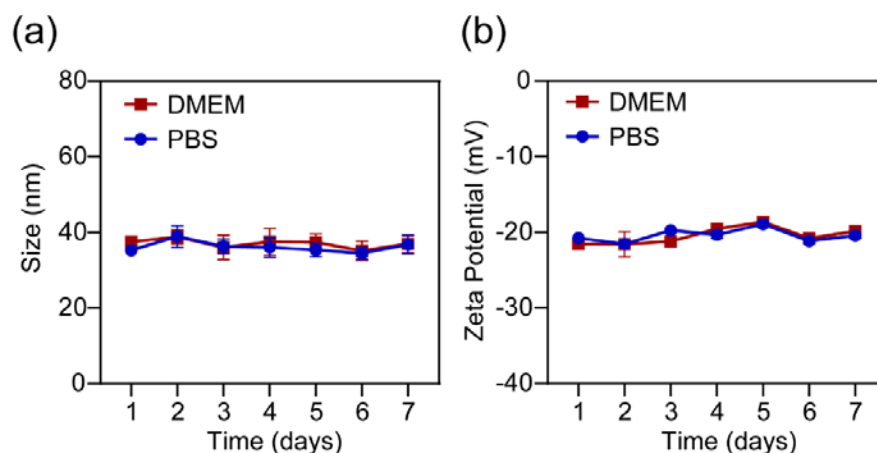 (a)
80
60
40
20
0
Size (nm)
DMEM
PBS
1 2 3 4 5 6 7
Time (days)
(b)
0
-10
-20
-30
-40
Zeta Potential (mV)
DMEM
PBS
1 2 3 4 5 6 7
Time (days)